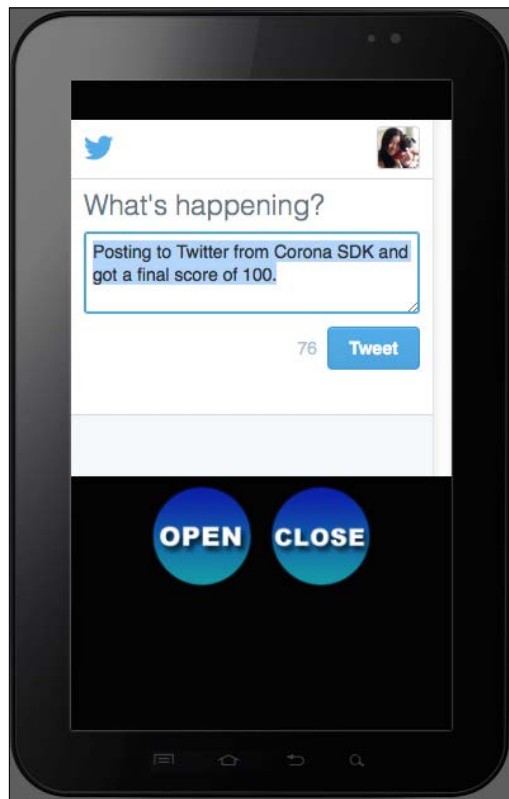 What's happening?
Posting to Twitter from Corona SDK and
got a final score of 100.
76 Tweet
OPEN CLOSE